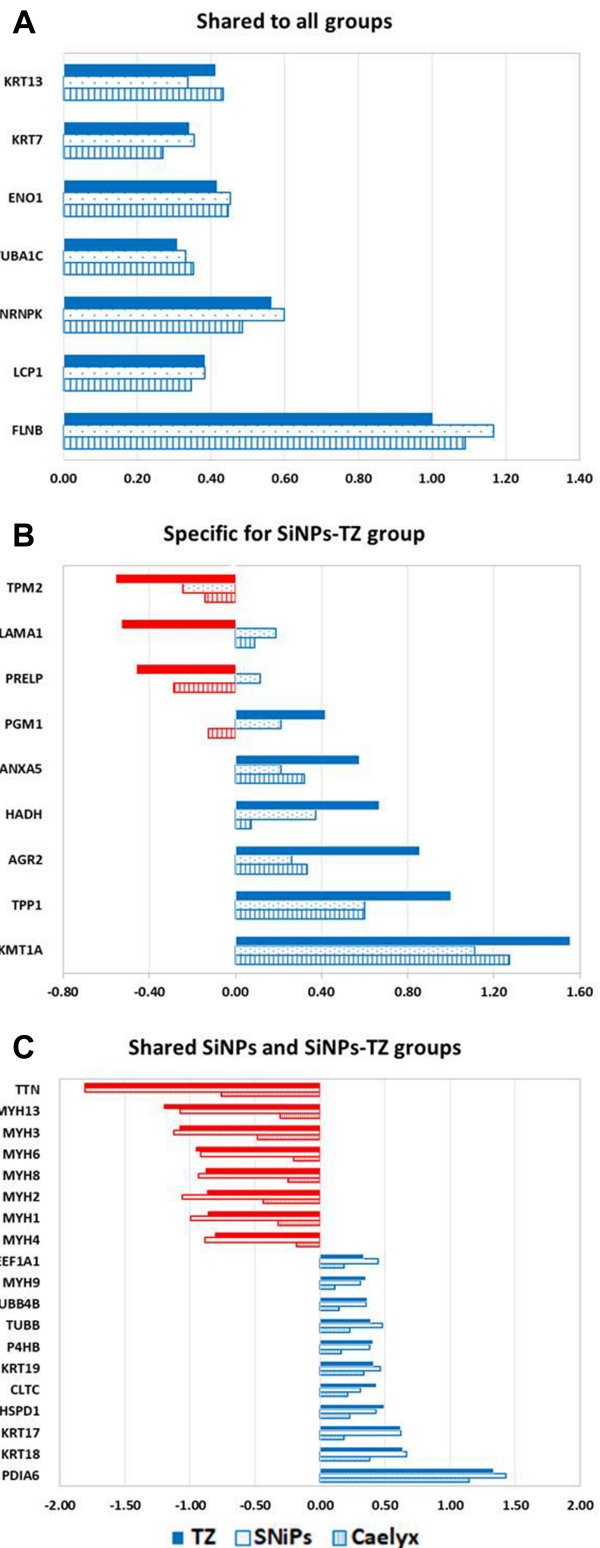 A
Shared to all groups
KRT13
KRT7
ENO1
UBA1C
NRNPK
LCP1
FLNB
0.00 0.20 0.40 0.60 0.80 1.00 1.20 1.40
B
Specific for SiNPs-TZ group
TPM2
LAMA1
PRELP
PGM1
ANXA5
HADH
AGR2
TPP1
KMT1A
-0.80 -0.40 0.00 0.40 0.80 1.20 1.60
C
Shared SiNPs and SiNPs-TZ groups
TTN
MYH13
MYH3
MYH6
MYH8
MYH2
MYH1
MYH4
EEF1A1
MYH9
UBB4B
TUBB
P4HB
KRT19
CLTC
HSPD1
KRT17
KRT18
PDIA6
-2.00 -1.50 -1.00 -0.50 0.00 0.50 1.00 1.50 2.00
TZ SNiPs Caelyx